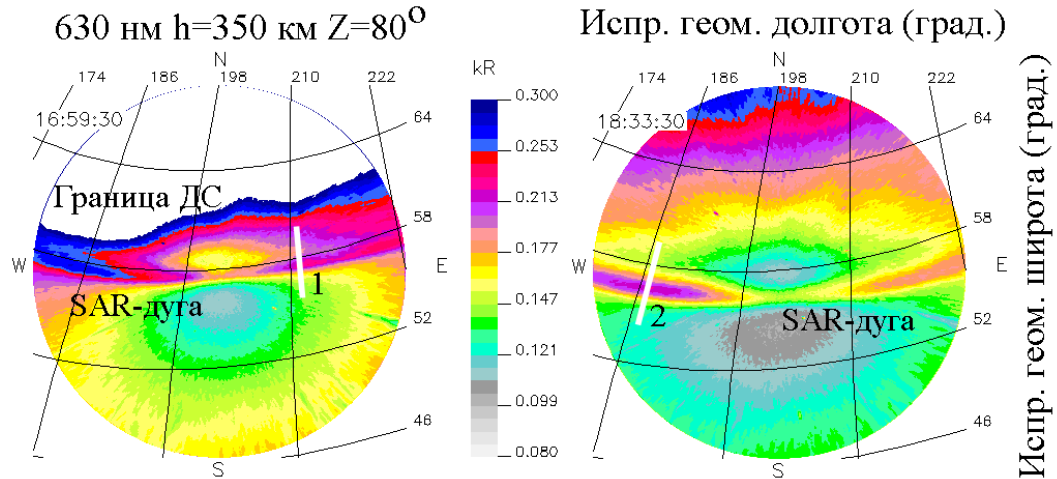 630 нм h=350 км Z=80°
Испр. геом. долгота (град.)
N
174 186 198 210 222
16:59:30
64
Граница ДС
58
W
E
1
SAR-дуга
52
46
S
kR
0.300
0.253
0.213
0.177
0.147
0.121
0.099
0.080
N
174 186 198 210 222
18:33:30
64
58
W
E
2
SAR-дуга
52
46
S
Испр. геом. широта (град.)